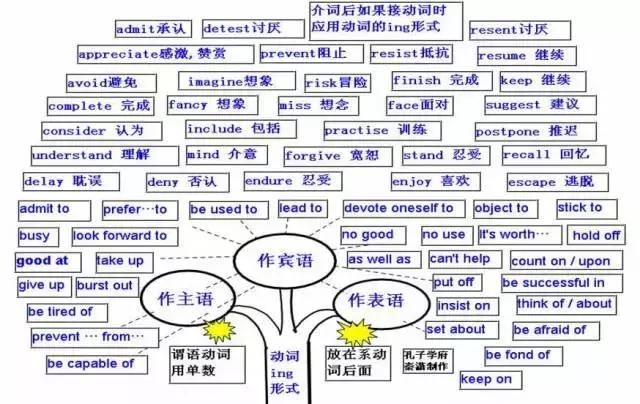 介词后如果接动词时
应用动词的ing形式
admit承认
detest讨厌
resent讨厌
appreciate感激,赞赏
prevent阻止
resist抵抗
resume 继续
avoid避免
imagine想象
risk冒险
finish 完成
keep 继续
complete 完成
fancy 想象
miss 想念
face面对
suggest 建议
consider 认为
include 包括
practise 训练
postpone 推迟
understand 理解
mind 介意
forgive 宽恕
stand 忍受
recall 回忆
delay 耽误
deny 否认
endure 忍受
enjoy 喜欢
escape 逃脱
admit to
prefer…to
be used to
lead to
devote oneself to
object to
stick to
busy
look forward to
no good
no use
It's worth…
hold off
good at
take up
作宾语
as well as
can't help
count on / upon
give up
burst out
作主语
作表语
put off
be successful in
be tired of
insist on
think of / about
prevent … from…
set about
be afraid of
be capable of
谓语动词
用单数
动词
ing
形式
放在系动
词后面
孔子学府
秦潇制作
be fond of
keep on